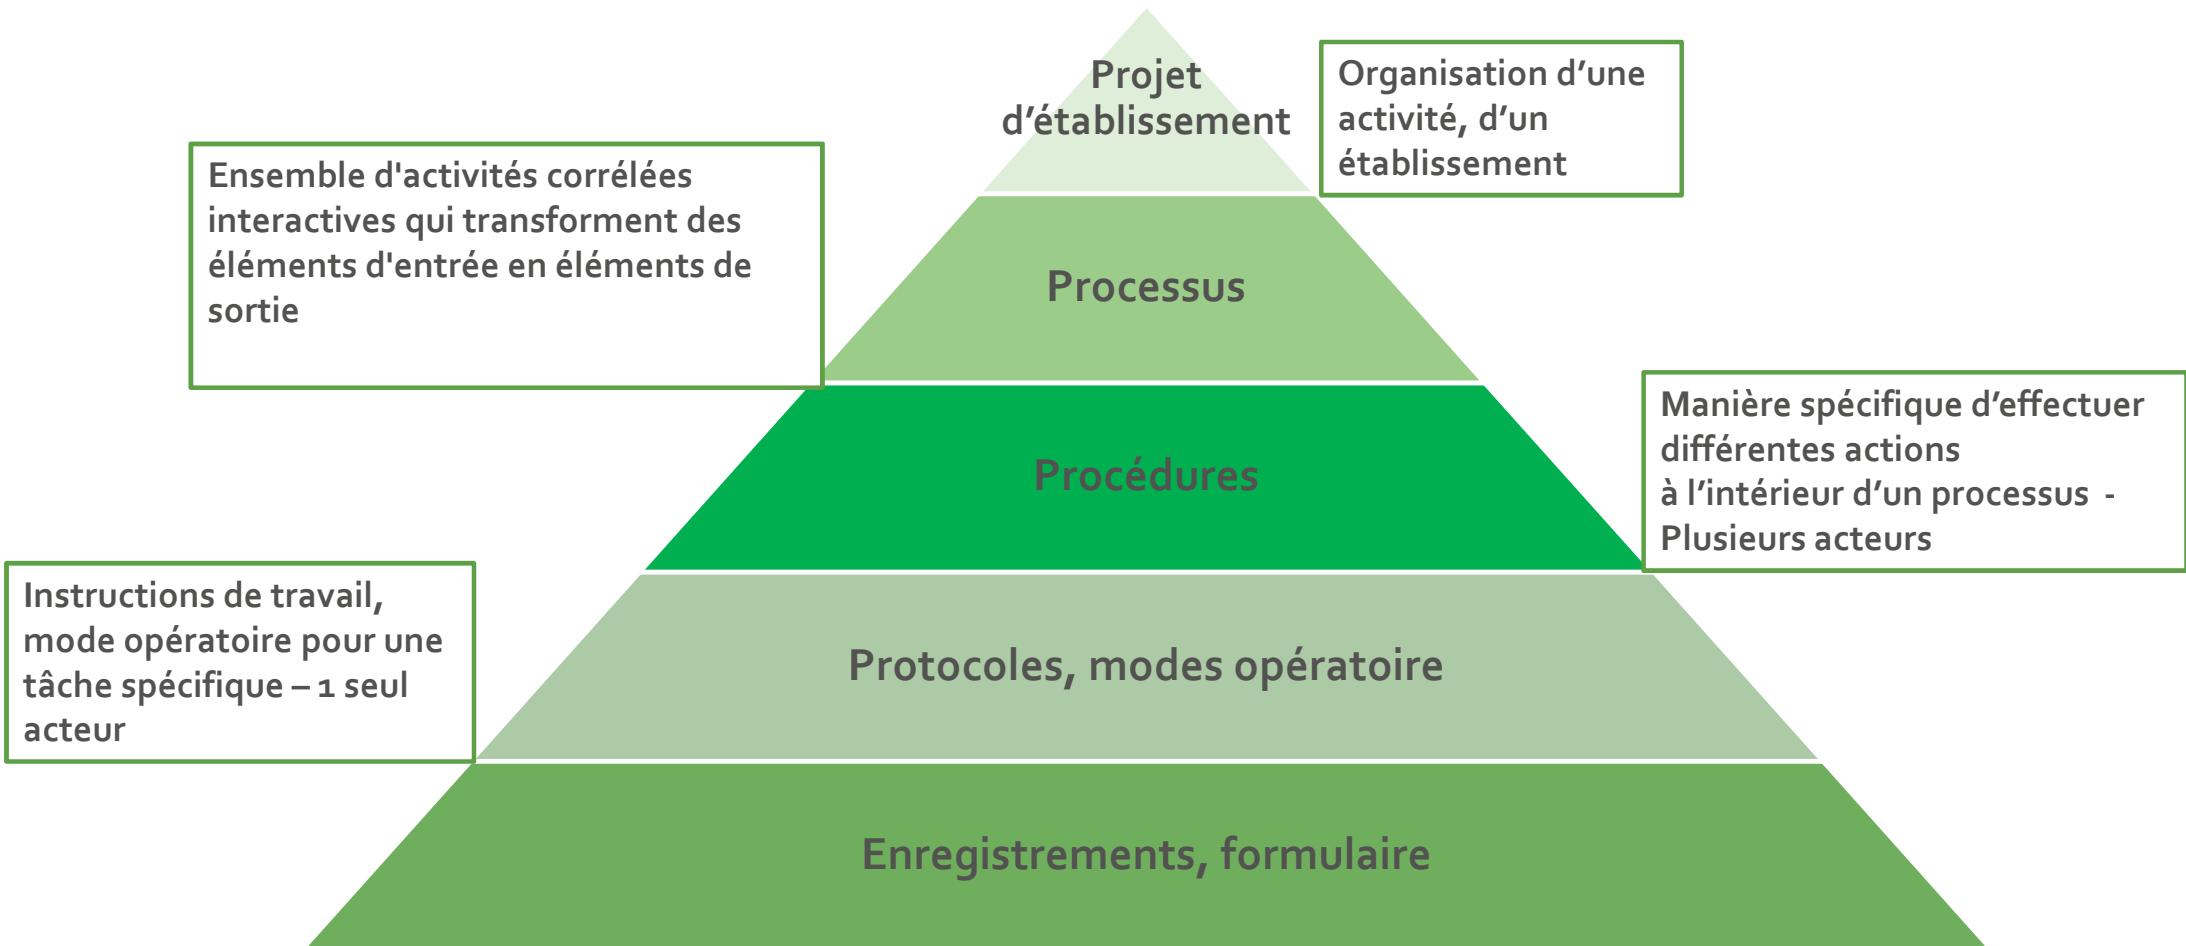 Projet
d’établissement
Organisation d’une
activité, d’un
établissement
Ensemble d'activités corrélées
interactives qui transforment des
éléments d'entrée en éléments de
sortie
Processus
Procédures
Manière spécifique d’effectuer
différentes actions
à l’intérieur d’un processus -
Plusieurs acteurs
Instructions de travail,
mode opératoire pour une
tâche spécifique – 1 seul
acteur
Protocoles, modes opératoire
Enregistrements, formulaire